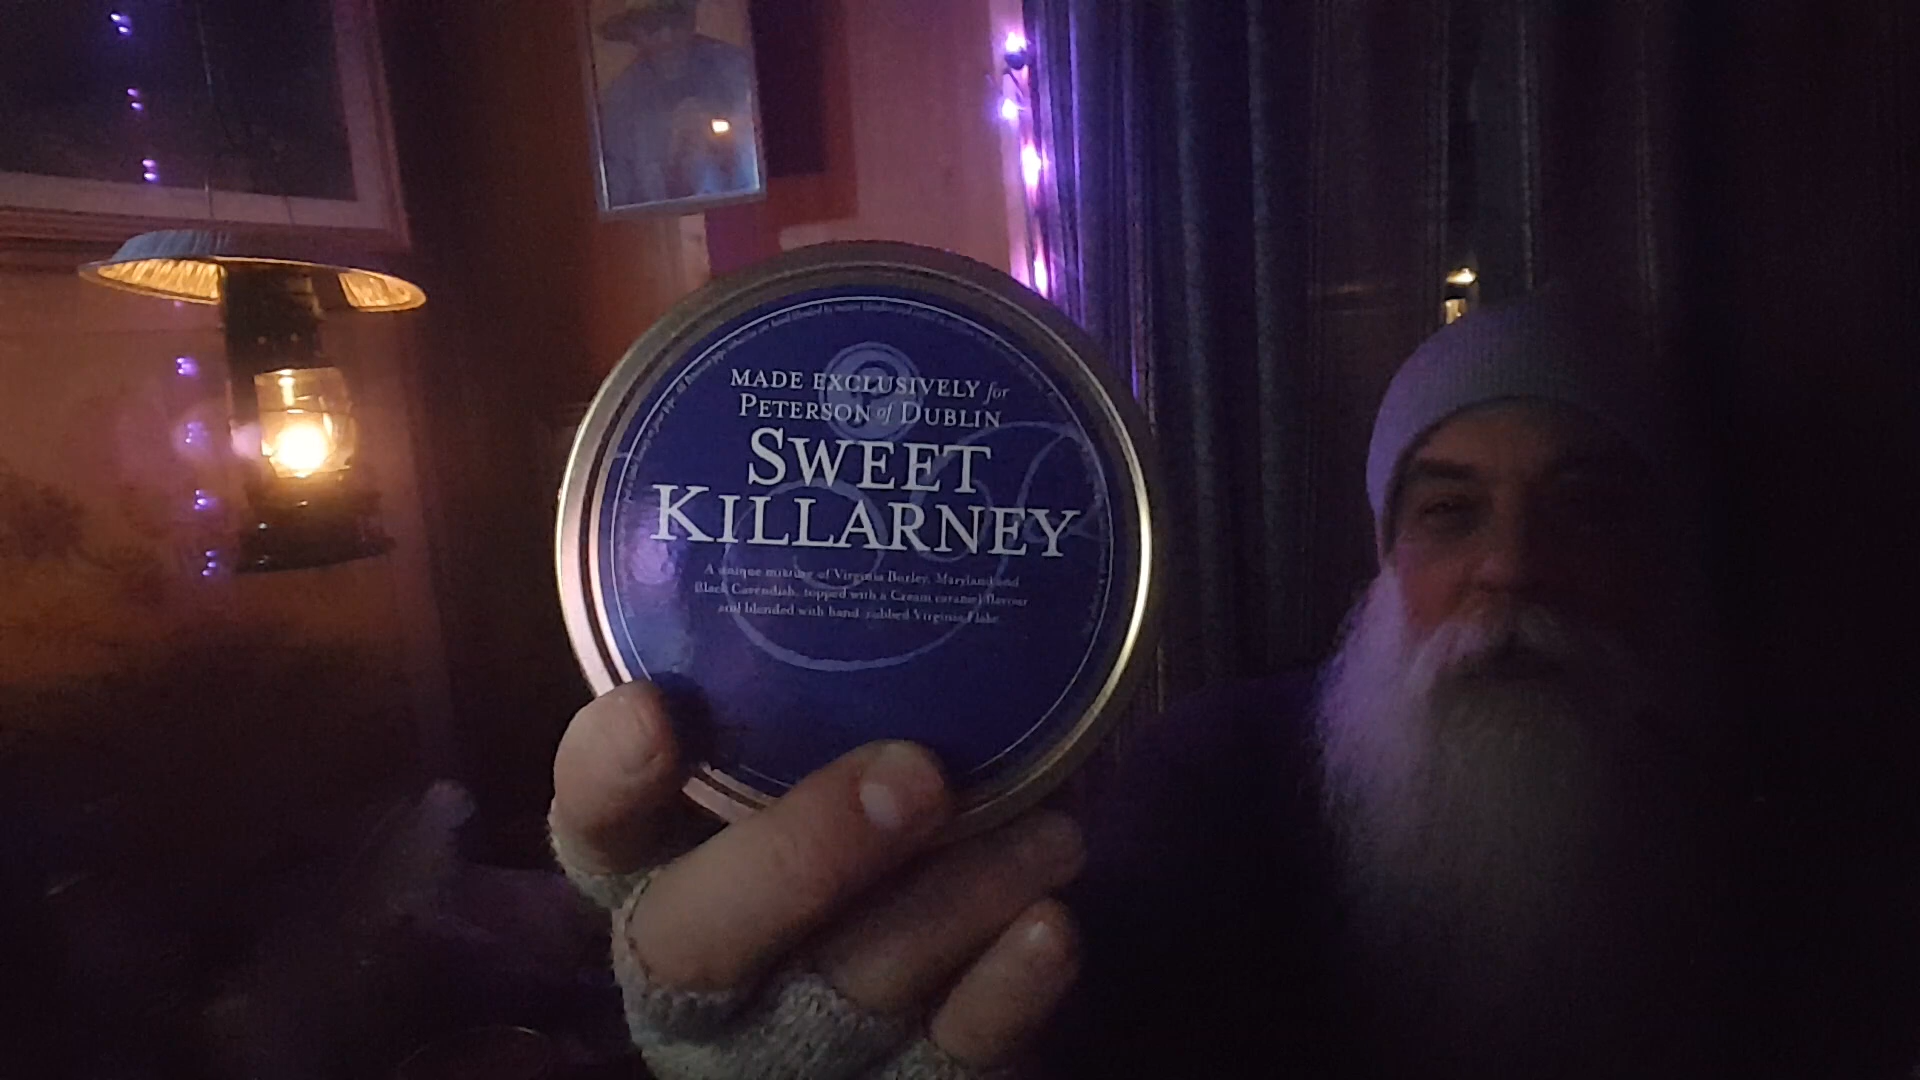 MADE EXCLUSIVELY for
PETERSON of DUBLIN
SWEET
KILLARNEY
A unique mixture of Virginia Burley, Maryland and
Black Cavendish, topped with a Cream caramel flavour
and blended with hand-rubbed Virginia Flake